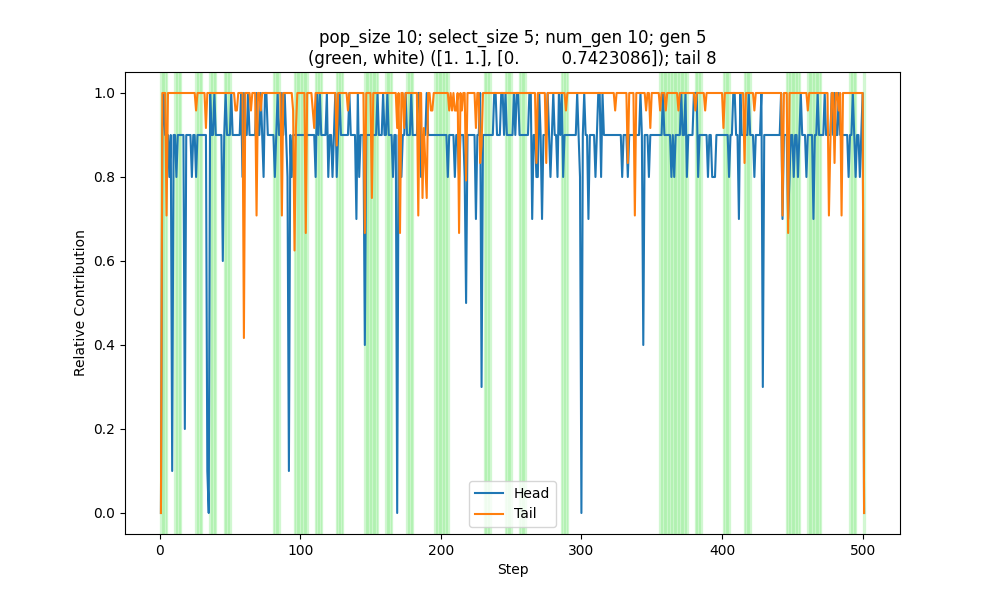 pop_size 10; select_size 5; num_gen 10; gen 5
(green, white) ([1. 1.], [0.         0.7423086]); tail 8
1.0
0.8
0.6
0.4
0.2
0.0
Relative Contribution
Head
Tail
0 100 200 300 400 500
Step